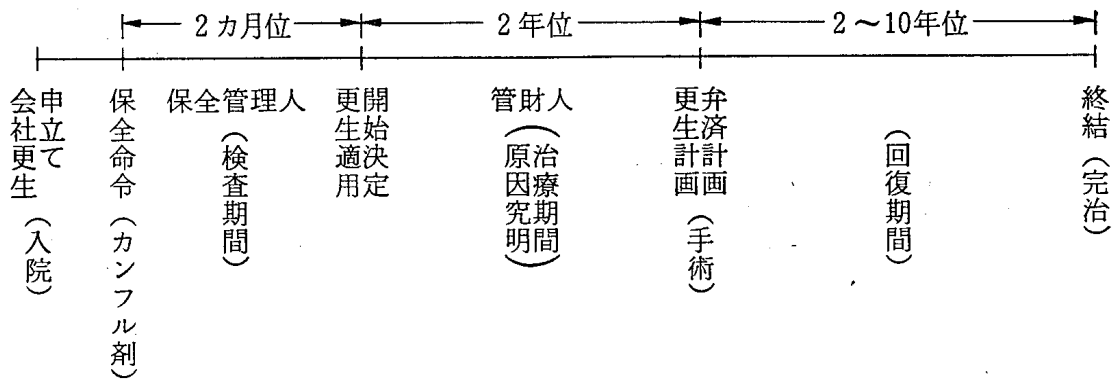 2ヵ月位
2年位
2〜10年位
会社更生
申立て
(入院)
保全命令(カンフル剤)
保全管理人
(検査期間)
更生適用
開始決定
管財人
(原因究明
治療期間)
更生計画
弁済計画
(手術)
(回復期間)
終結(完治)